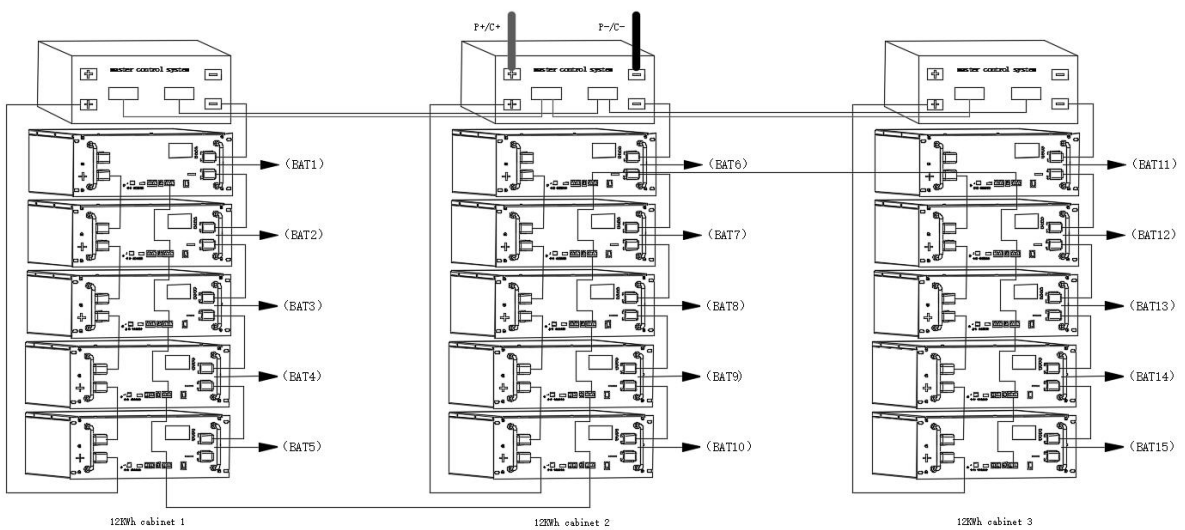 P+/C+
P-/C-
master control system
master control system
master control system
(BAT1)
(BAT2)
(BAT3)
(BAT4)
(BAT5)
(BAT6)
(BAT7)
(BAT8)
(BAT9)
(BAT10)
(BAT11)
(BAT12)
(BAT13)
(BAT14)
(BAT15)
12KWh cabinet 1
12KWh cabinet 2
12KWh cabinet 3